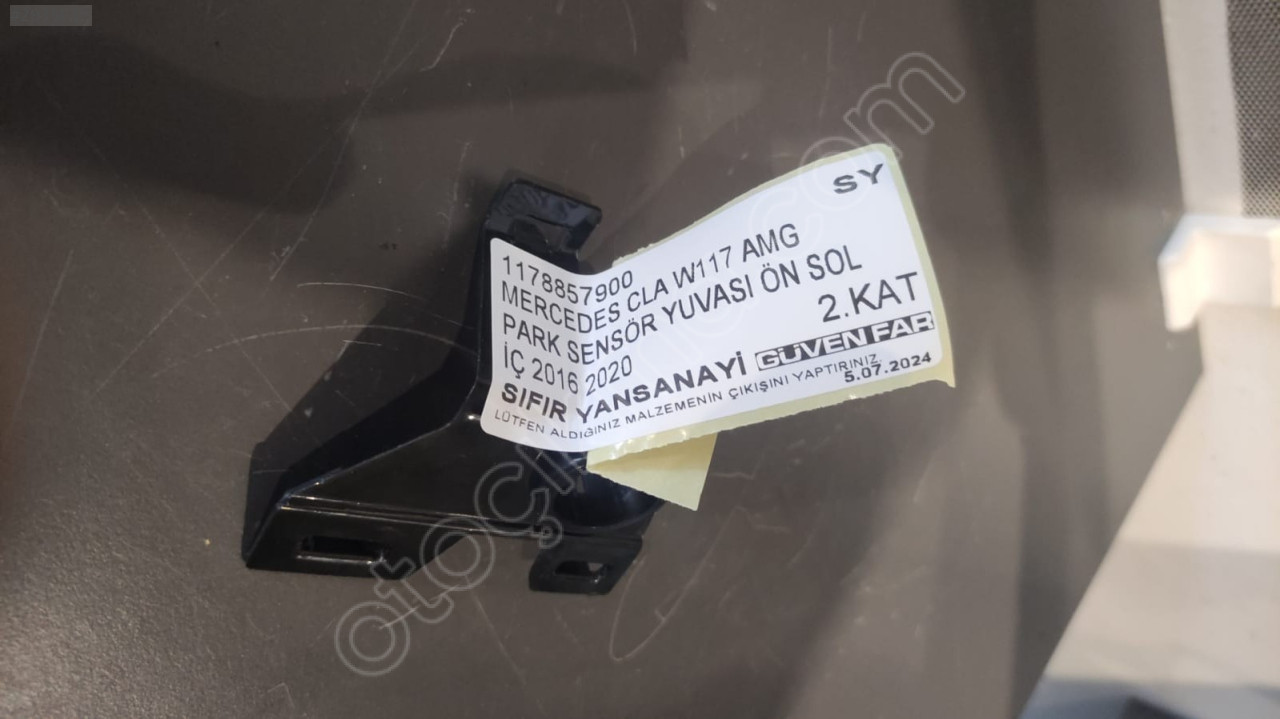 SY
1178857900
MERCEDES CLA W117 AMG
PARK SENSÖR YUVASI ÖN SOL
İÇ 2016 2020
2.KAT
SIFIR YANSANAYİ GÜVEN FAR
LÜTFEN ALDIĞINIZ MALZEMENİN ÇIKIŞINI YAPTIRINIZ.
5.07.2024